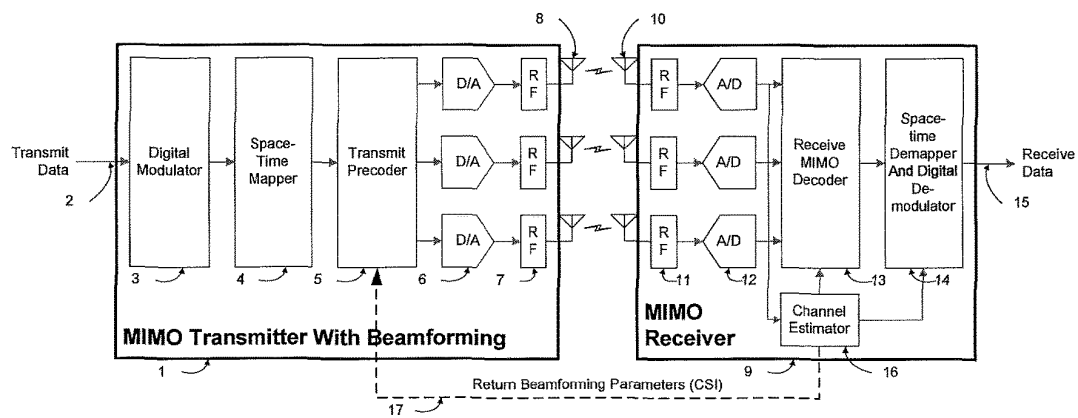 8
10
D/A
R
F
R
F
A/D
Transmit
Data
2
Digital
Modulator
Space-
Time
Mapper
Transmit
Precoder
D/A
R
F
R
F
A/D
Receive
MIMO
Decoder
Space-
time
Demapper
And Digital
De-
modulator
Receive
Data
15
D/A
R
F
R
F
A/D
3
4
5
6
7
11
12
13
14
MIMO Transmitter With Beamforming
MIMO
Receiver
Channel
Estimator
1
9
16
Return Beamforming Parameters (CSI)
17